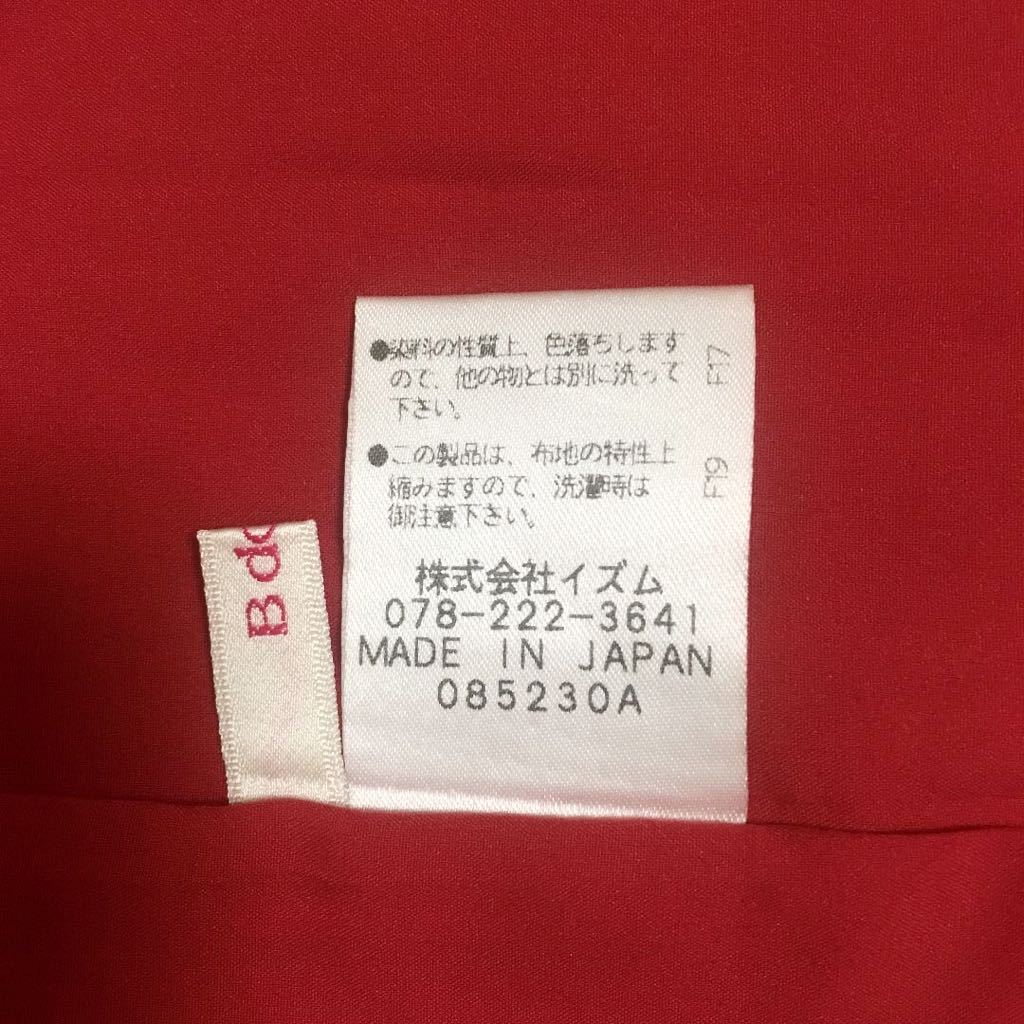 ●染料の性質上、色落ちします
ので、他の物とは別に洗って
下さい。
●この製品は、布地の特性上
縮みますので、洗濯時は
御注意下さい。
株式会社イズム
078-222-3641
MADE IN JAPAN
085230A
F77
F69
B do